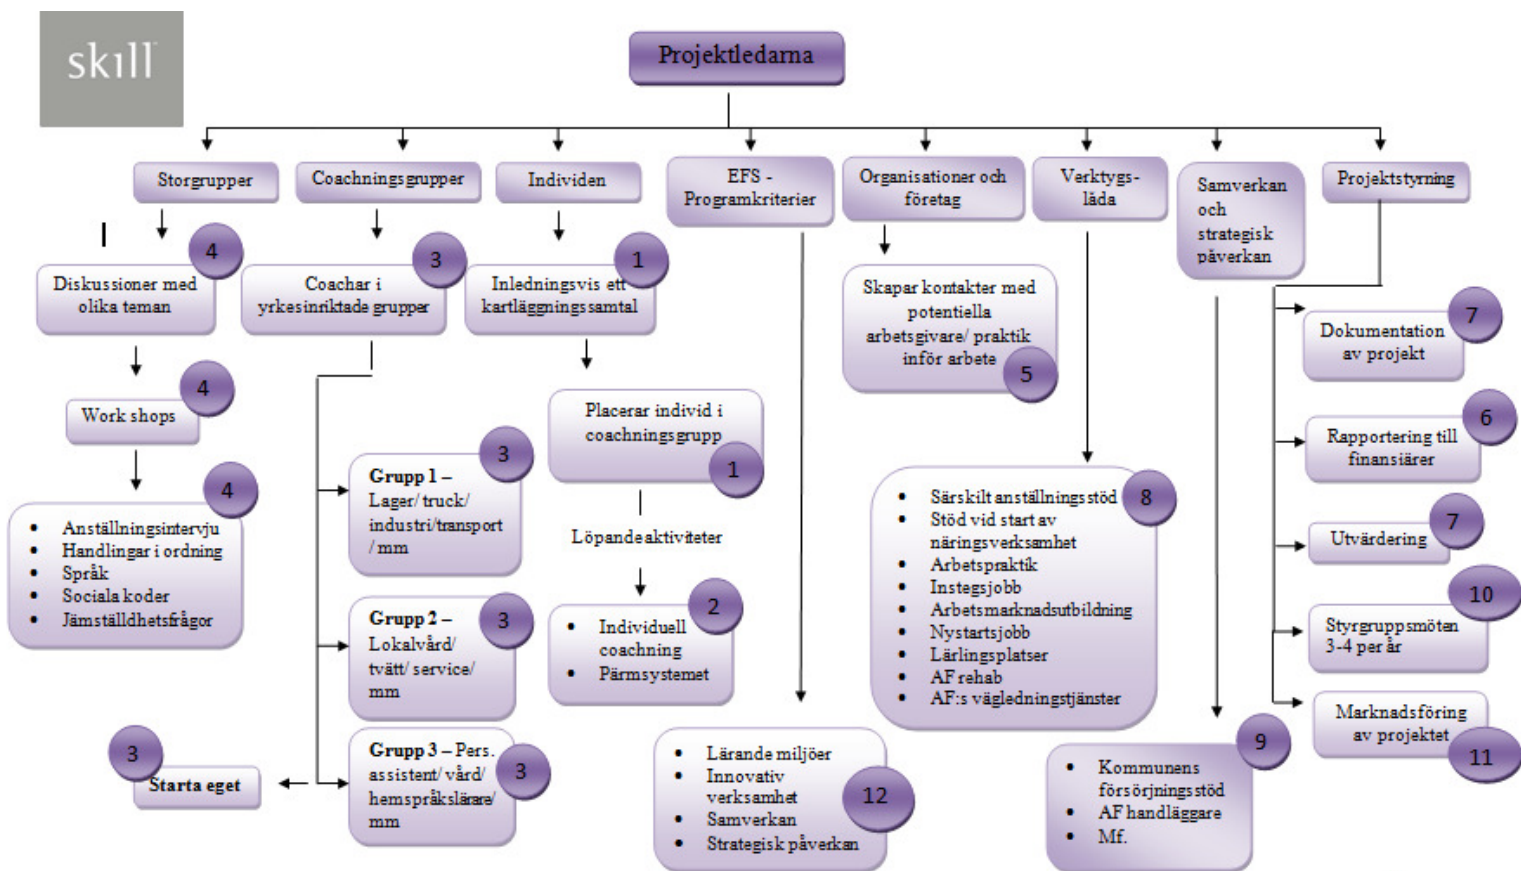 skill
Projektledarna
Storgrupper
4
Diskussioner med
olika teman
4
Work shops
4
• Anställningsintervju
• Handlingar i ordning
• Språk
• Sociala koder
• Jämställdhetsfrågor
Coachningsgrupper
3
Coachar i
yrkesinriktade grupper
3
Grupp 1 –
Lager/ truck/
industri/transport
/ mm
3
Grupp 2 –
Lokalvård/
tvätt/ service/
mm
3
Grupp 3 – Pers.
assistent/ vård/
hemspråkslärare/
mm
3
Starta eget
Individen
1
Inledningsvis ett
kartläggningssamtal
Placerar individ i
coachningsgrupp
1
Löpande aktiviteter
2
• Individuell
coachning
• Pärmsystemet
EFS -
Programkriterier
• Lärande miljöer
• Innovativ
verksamhet
• Samverkan
• Strategisk påverkan
12
Organisationer och
företag
Skapar kontakter med
potentiella
arbetsgivare/ praktik
inför arbete
5
Verktygs-
låda
8
• Särskilt anställningsstöd
• Stöd vid start av
näringsverksamhet
• Arbetspraktik
• Instegsjobb
• Arbetsmarknadsutbildning
• Nystartsjobb
• Lärlingsplatser
• AF rehab
• AF:s vägledningstjänster
Samverkan
och
strategisk
påverkan
9
• Kommunens
försörjningsstöd
• AF handläggare
• Mf.
Projektstyrning
7
Dokumentation
av projekt
6
Rapportering till
finansiärer
7
Utvärdering
10
Styrgruppsmöten
3-4 per år
Marknadsföring
av projektet
11